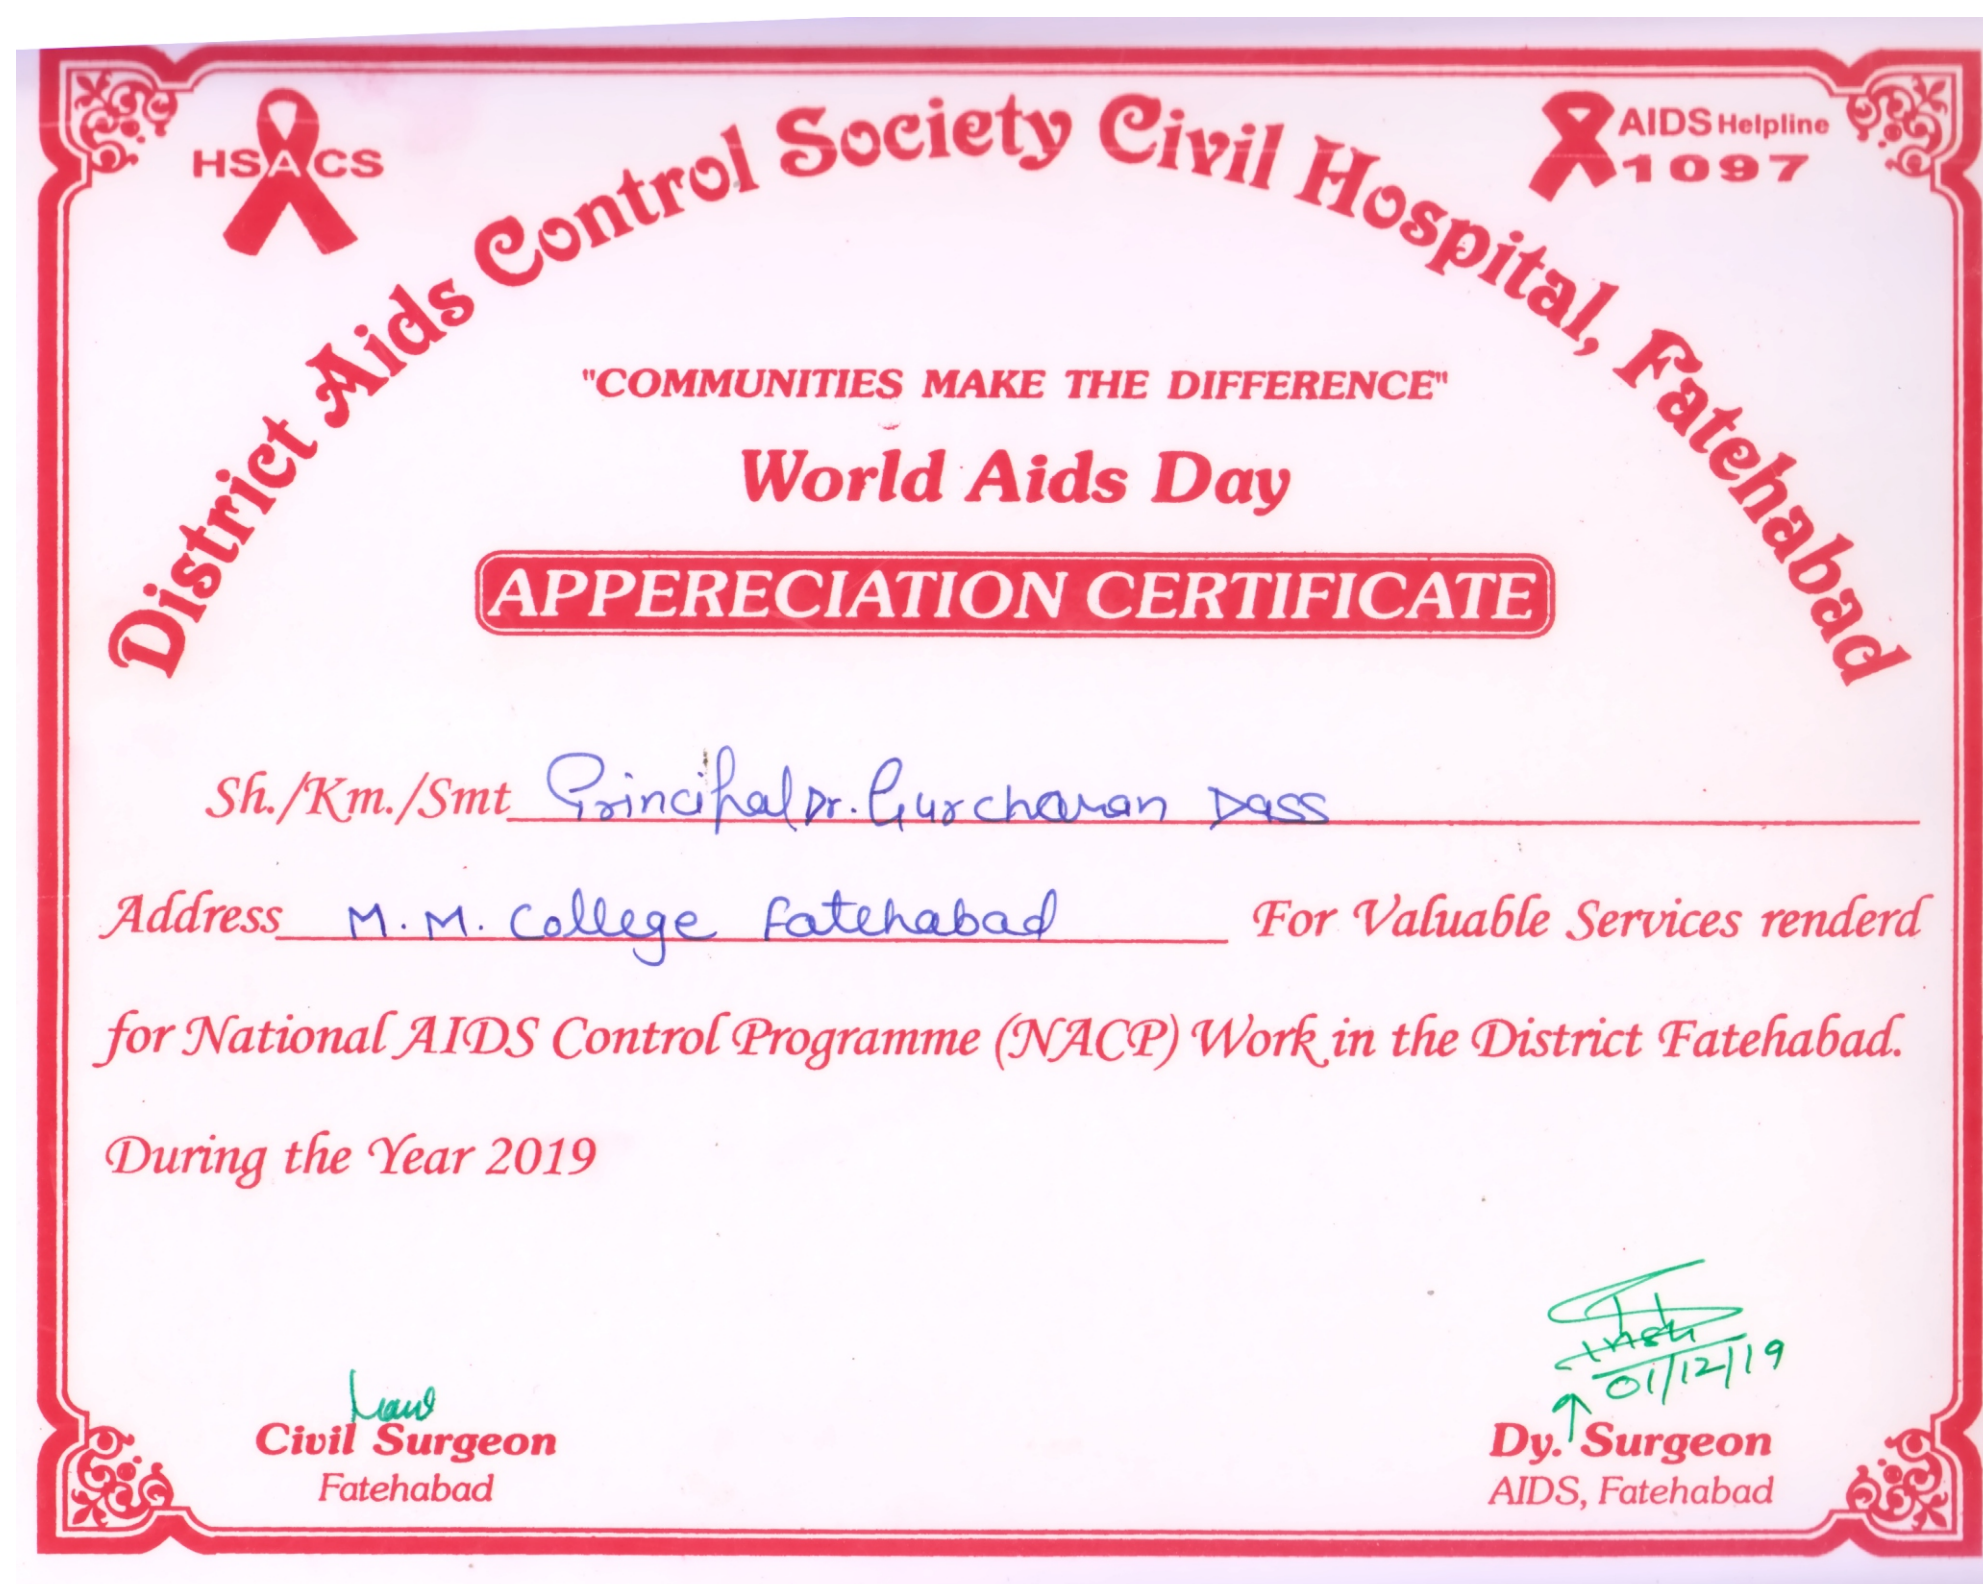 HSACS
AIDS Helpline
1097
District Aids Control Society Civil Hospital, Fatehabad
"COMMUNITIES MAKE THE DIFFERENCE"
World Aids Day
APPERECIATION CERTIFICATE
Sh./Km./Smt Principal Dr. Gurcharan Dass
Address M.M. College Fatehabad For Valuable Services renderd
for National AIDS Control Programme (NACP) Work in the District Fatehabad.
During the Year 2019
01/12/19
Civil Surgeon
Fatehabad
Dy. Surgeon
AIDS, Fatehabad